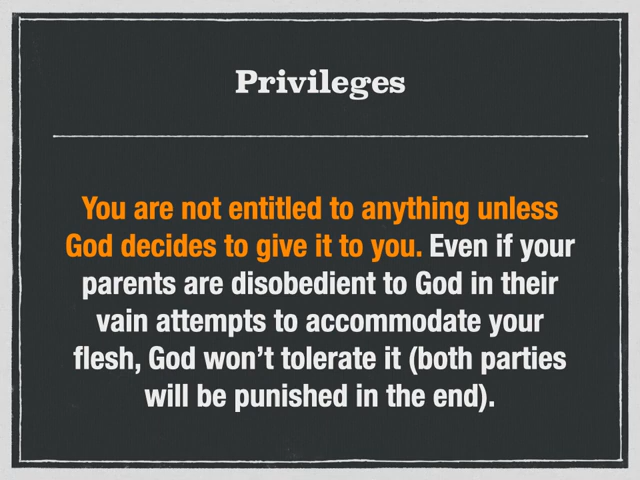 Privileges
You are not entitled to anything unless
God decides to give it to you. Even if your
parents are disobedient to God in their
vain attempts to accommodate your
flesh, God won’t tolerate it (both parties
will be punished in the end).